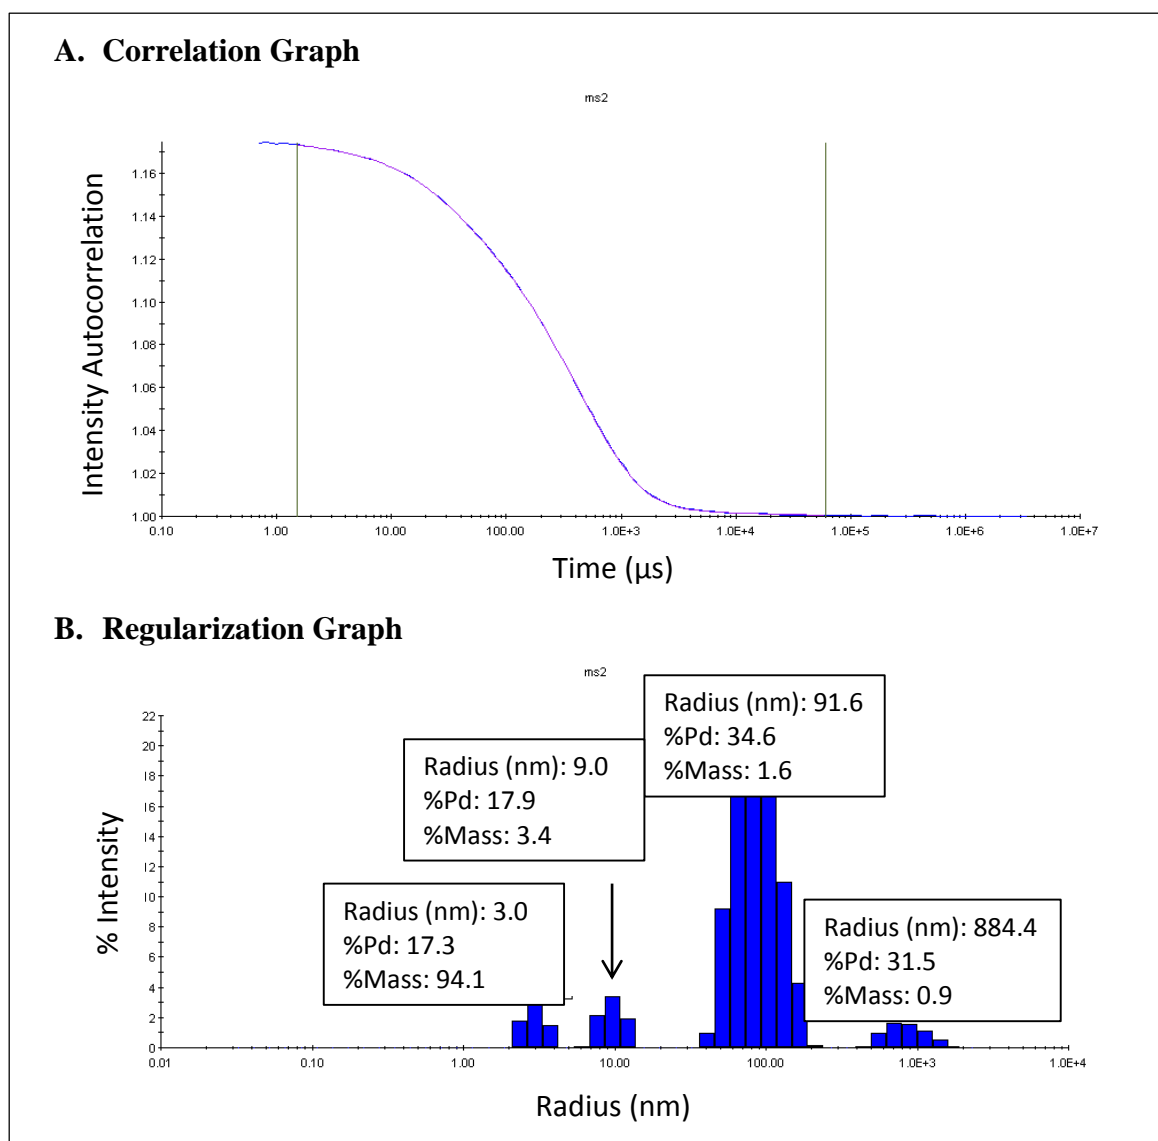 A. Correlation Graph
ms2
Intensity Autocorrelation
1.16
1.14
1.12
1.10
1.08
1.06
1.04
1.02
1.00
0.10 1.00 10.00 100.00 1.0E+3 1.0E+4 1.0E+5 1.0E+6 1.0E+7
Time (µs)
B. Regularization Graph
ms2
% Intensity
22
20
18
16
14
12
10
8
6
4
2
0
Radius (nm): 91.6
%Pd: 34.6
%Mass: 1.6
Radius (nm): 9.0
%Pd: 17.9
%Mass: 3.4
Radius (nm): 3.0
%Pd: 17.3
%Mass: 94.1
Radius (nm): 884.4
%Pd: 31.5
%Mass: 0.9
0.01 0.10 1.00 10.00 100.00 1.0E+3 1.0E+4
Radius (nm)